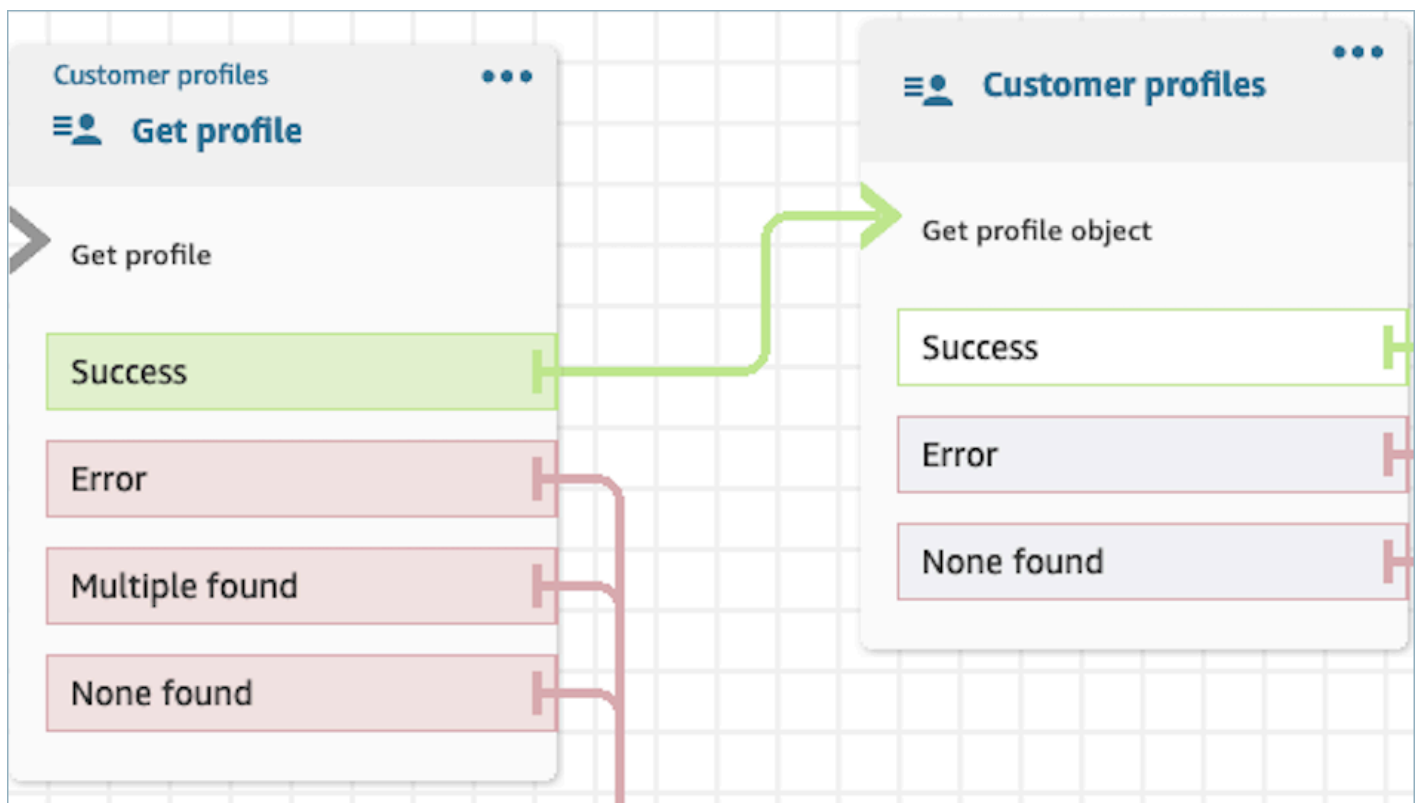 Customer profiles
Get profile
Get profile
Success
Error
Multiple found
None found
Customer profiles
Get profile object
Success
Error
None found